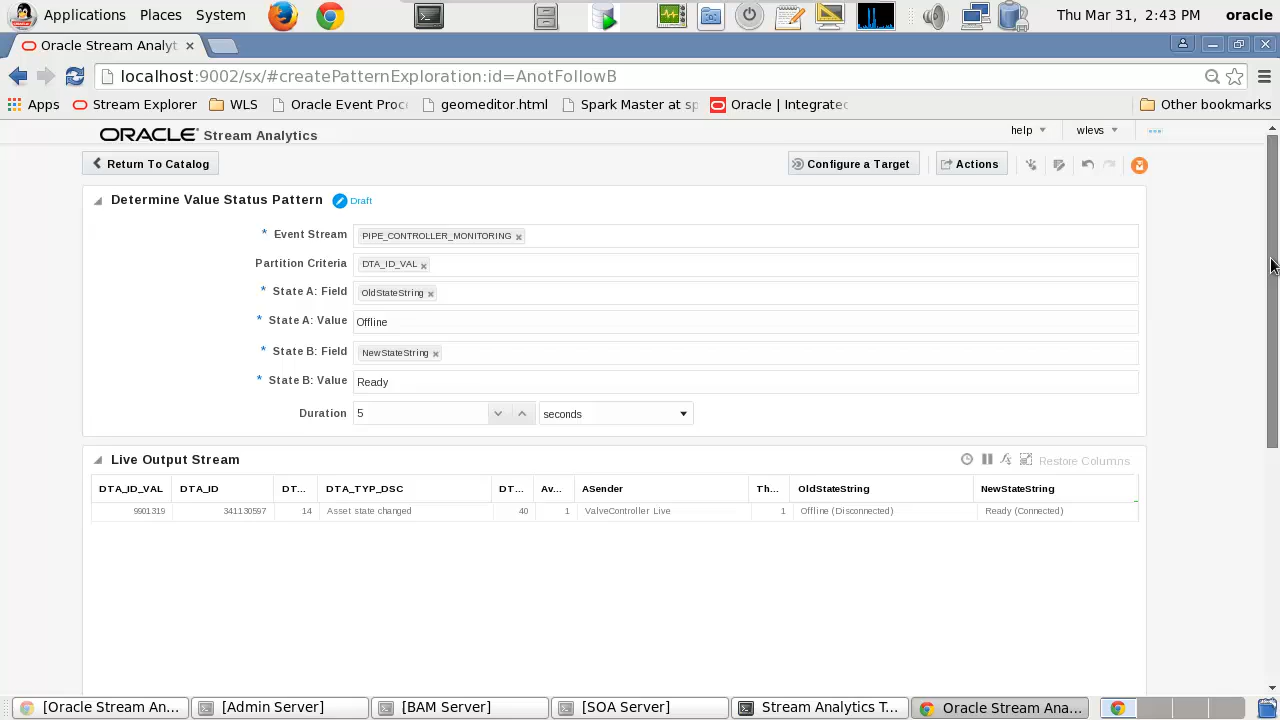 Applications Places System Thu Mar 31, 2:43 PM oracle
Oracle Stream Analyt
localhost:9002/sx/#createPatternExploration:id=AnotFollowB
Apps Stream Explorer WLS Oracle Event Proc geomeditor.html Spark Master at sp Oracle | Integrated Other bookmarks
ORACLE Stream Analytics help wlevs
Return To Catalog Configure a Target Actions
Determine Value Status Pattern Draft
* Event Stream PIPE_CONTROLLER_MONITORING
Partition Criteria DTA_ID_VAL
* State A: Field OldStateString
* State A: Value Offline
* State B: Field NewStateString
* State B: Value Ready
Duration 5 seconds
Live Output Stream Restore Columns
DTA_ID_VAL DTA_ID DT... DTA_TYP_DSC DT... Av... ASender Th... OldStateString NewStateString
9901319 341130597 14 Asset state changed 40 1 ValveController Live 1 Offline (Disconnected) Ready (Connected)
[Oracle Stream An... [Admin Server] [BAM Server] [SOA Server] Stream Analytics T... Oracle Stream Ana...